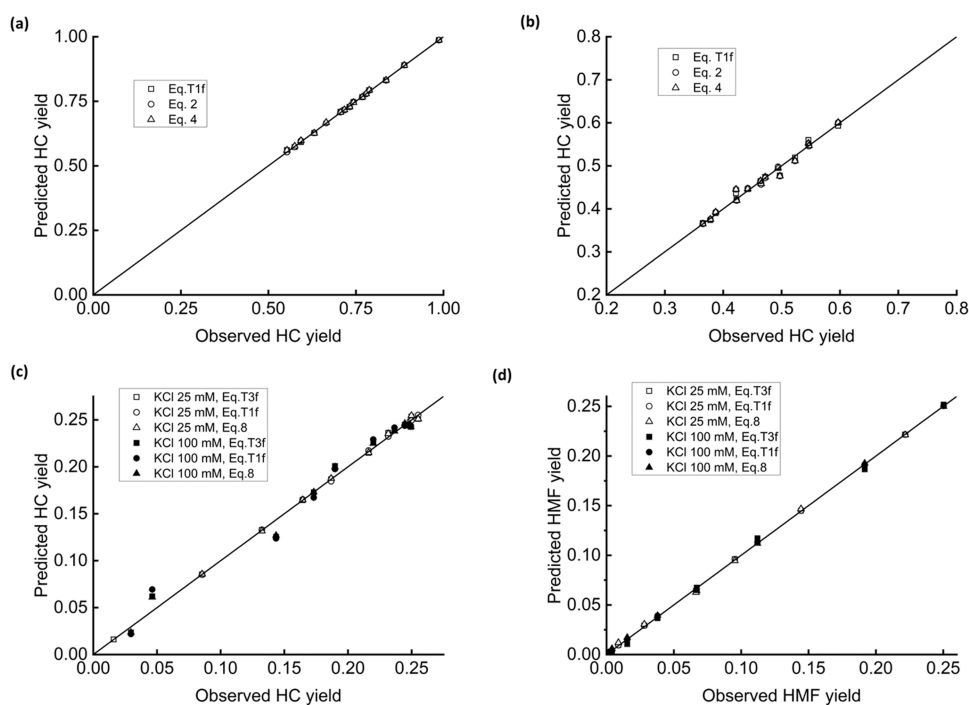 (a)
1.00
0.75
0.50
0.25
0.00
0.00
0.25
0.50
0.75
1.00
Predicted HC yield
Observed HC yield
Eq.T1f
Eq. 2
Eq. 4
(b)
0.8
0.7
0.6
0.5
0.4
0.3
0.2
0.2
0.3
0.4
0.5
0.6
0.7
0.8
Predicted HC yield
Observed HC yield
Eq. T1f
Eq. 2
Eq. 4
(c)
0.25
0.20
0.15
0.10
0.05
0.00
0.00
0.05
0.10
0.15
0.20
0.25
Predicted HC yield
Observed HC yield
KCl 25 mM, Eq.T3f
KCl 25 mM, Eq.T1f
KCl 25 mM, Eq.8
KCl 100 mM, Eq.T3f
KCl 100 mM, Eq.T1f
KCl 100 mM, Eq.8
(d)
0.25
0.20
0.15
0.10
0.05
0.00
0.00
0.05
0.10
0.15
0.20
0.25
Predicted HMF yield
Observed HMF yield
KCl 25 mM, Eq.T3f
KCl 25 mM, Eq.T1f
KCl 25 mM, Eq.8
KCl 100 mM, Eq.T3f
KCl 100 mM, Eq.T1f
KCl 100 mM, Eq.8